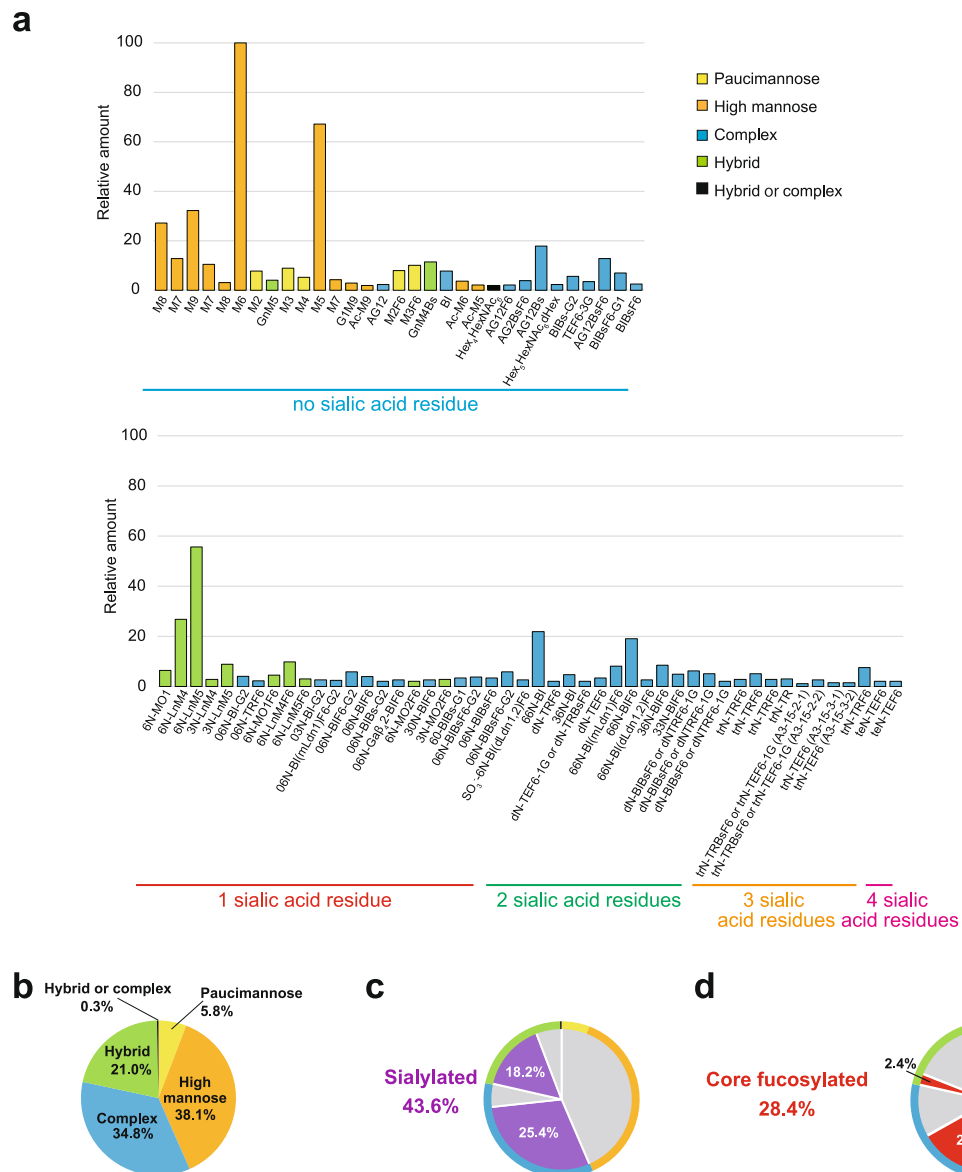 a
100
80
60
40
20
0
Relative amount
Paucimannose
High mannose
Complex
Hybrid
Hybrid or complex
M8
M7
M9
M7
M8
M6
M2
GnM5
M3
M4
M5
M7
G1M9
Ac-M9
AG12
M2F6
M3F6
GnM4Bs
BI
Ac-M6
Ac-M5
AG12F6
AG2BsF6
AG12Bs
Hex5HexNAc6dHex
BIBs-G2
TEF6-3G
AG12BsF6
BIBsF6-G1
BIBsF6
no sialic acid residue
100
80
60
40
20
0
Relative amount
6N-MO1
6N-LnM4
6N-LnM5
3N-LnM4
3N-LnM5
06N-BI-G2
06N-TRF6
6N-MO1F6
6N-LnM4F6
6N-LnM5F6
03N-BI-G2
06N-BI(mLdn1)F6-G2
06N-BIF6-G2
06N-BIF6
06N-BIBs-G2
6N-MO2F6
30N-BIF6
3N-MO2F6
60-BIBs-G1
06N-BIBsF6-G2
06N-BIBsF6
06N-BIBsF6-G2
SO3-6N-BI(dLdn1,2)F6
66N-BI
dN-TRF6
36N-BI
dN-TRBsF6
dN-TEF6-1G or dN-TEF6
66N-BI(mLdn1)F6
66N-BIF6
66N-BI(dLdn1,2)F6
36N-BIF6
33N-BIF6
dN-BIBsF6 or dNTRF6-1G
dN-BIBsF6 or dNTRF6-1G
dN-BIBsF6 or dNTRF6-1G
trN-TRF6
trN-TRF6
trN-TRF6
trN-TR
trN-TRBsF6 or trN-TEF6-1G (A3-15-2-1)
trN-TRBsF6 or trN-TEF6-1G (A3-15-2-2)
trN-TEF6 (A3-15-3-1)
trN-TEF6 (A3-15-3-2)
trN-TRF6
teN-TEF6
teN-TEF6
1 sialic acid residue
2 sialic acid residues
3 sialic
acid residues
4 sialic
acid residues
b
Hybrid or complex
0.3%
Paucimannose
5.8%
Hybrid
21.0%
High
mannose
38.1%
Complex
34.8%
c
Sialylated
43.6%
18.2%
25.4%
d
Core fucosylated
28.4%
2.4%
2